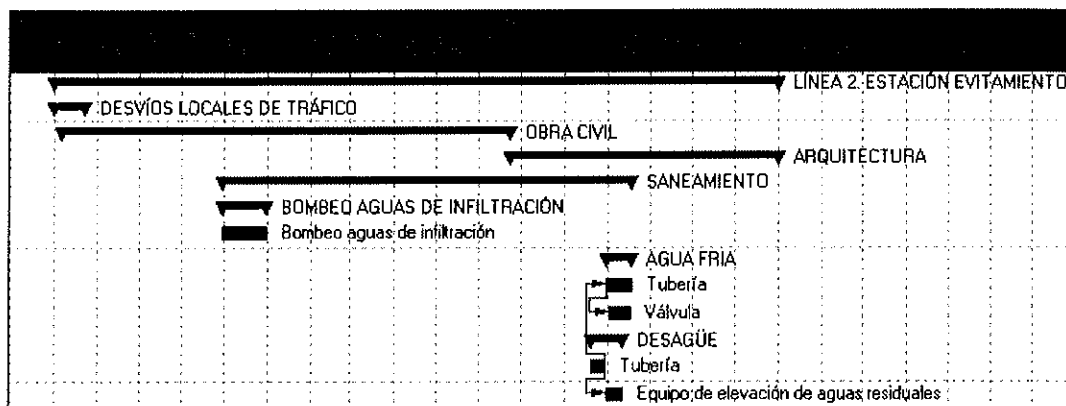 LÍNEA 2. ESTACIÓN EVITAMIENTO
DESVÍOS LOCALES DE TRÁFICO
OBRA CIVIL
ARQUITECTURA
SANEAMIENTO
BOMBEO AGUAS DE INFILTRACIÓN
Bombeo aguas de infiltración
AGUA FRIA
Tubería
Válvula
DESAGÜE
Tubería
Equipo de elevación de aguas residuales